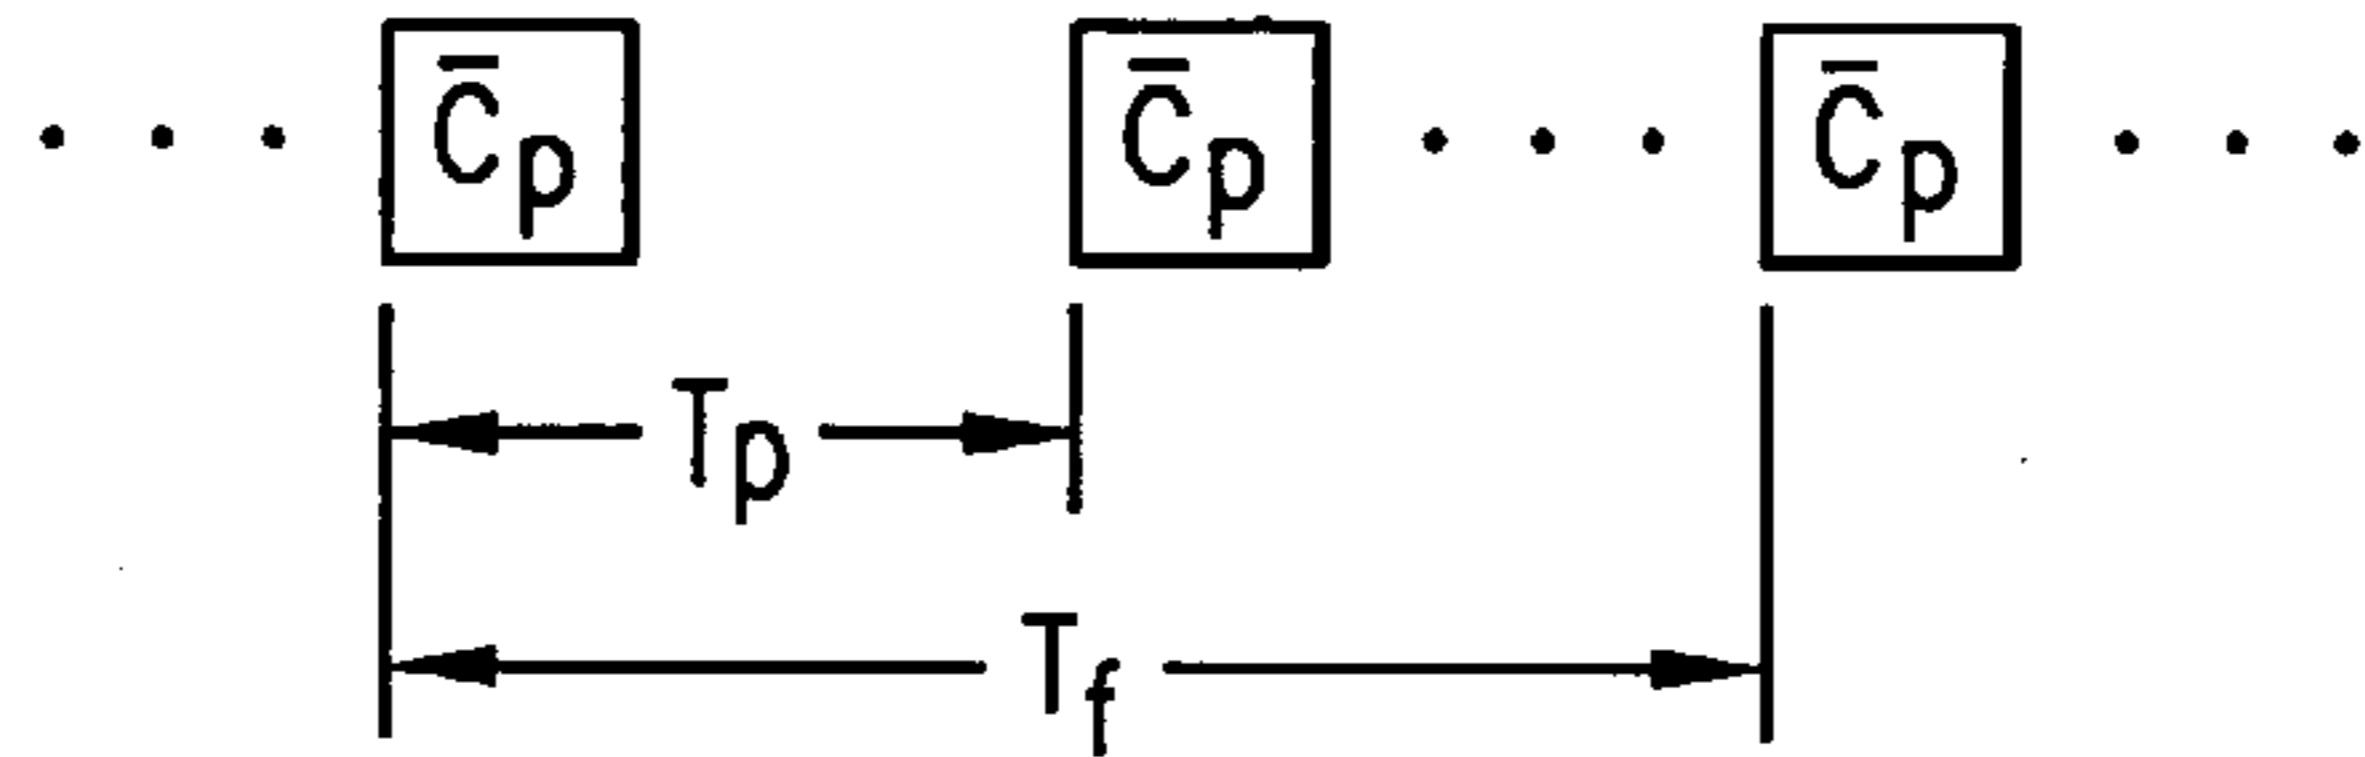 . . . C̄p C̄p . . . C̄p . . .
Tp
Tf